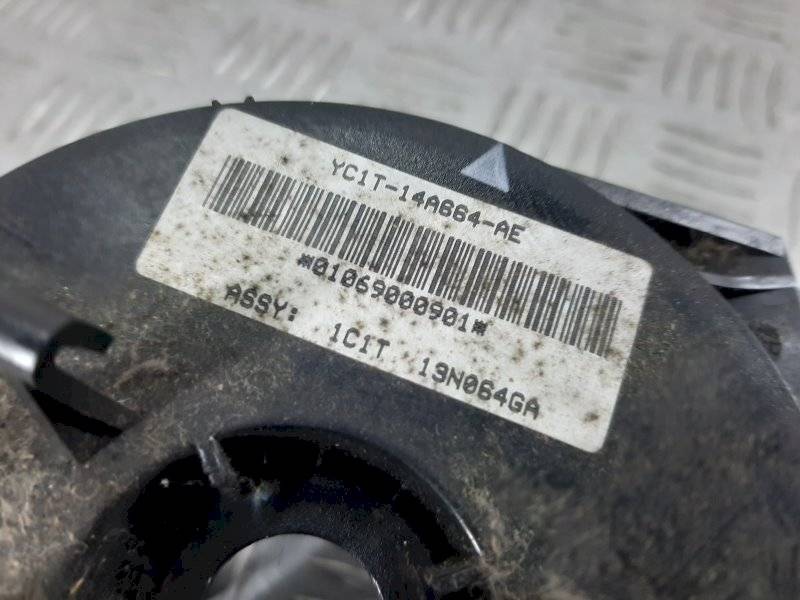 YC1T-14A664-AE
*01069000901*
ASSY: 1C1T 13N064GA